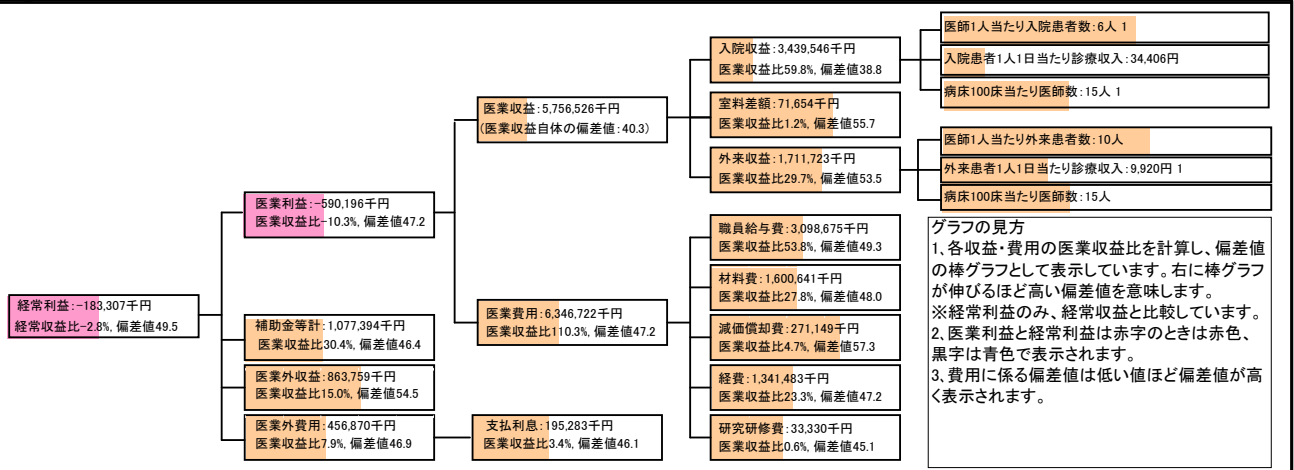 経常利益:-183,307千円
経常収益比-2.8%, 偏差値49.5
医業利益:-590,196千円
医業収益比-10.3%, 偏差値47.2
補助金等計:1,077,394千円
医業収益比30.4%, 偏差値46.4
医業外収益:863,759千円
医業収益比15.0%, 偏差値54.5
医業外費用:456,870千円
医業収益比7.9%, 偏差値46.9
医業収益:5,756,526千円
(医業収益自体の偏差値:40.3)
医業費用:6,346,722千円
医業収益比110.3%, 偏差値47.2
支払利息:195,283千円
医業収益比3.4%, 偏差値46.1
入院収益:3,439,546千円
医業収益比59.8%, 偏差値38.8
室料差額:71,654千円
医業収益比1.2%, 偏差値55.7
外来収益:1,711,723千円
医業収益比29.7%, 偏差値53.5
職員給与費:3,098,675千円
医業収益比53.8%, 偏差値49.3
材料費:1,600,641千円
医業収益比27.8%, 偏差値48.0
減価償却費:271,149千円
医業収益比4.7%, 偏差値57.3
経費:1,341,483千円
医業収益比23.3%, 偏差値47.2
研究研修費:33,330千円
医業収益比0.6%, 偏差値45.1
医師1人当たり入院患者数:6人 1
入院患者1人1日当たり診療収入:34,406円
病床100床当たり医師数:15人 1
医師1人当たり外来患者数:10人
外来患者1人1日当たり診療収入:9,920円 1
病床100床当たり医師数:15人
グラフの見方
1、各収益・費用の医業収益比を計算し、偏差値
の棒グラフとして表示しています。右に棒グラフ
が伸びるほど高い偏差値を意味します。
※経常利益のみ、経常収益と比較しています。
2、医業利益と経常利益は赤字のときは赤色、
黒字は青色で表示されます。
3、費用に係る偏差値は低い値ほど偏差値が高
く表示されます。